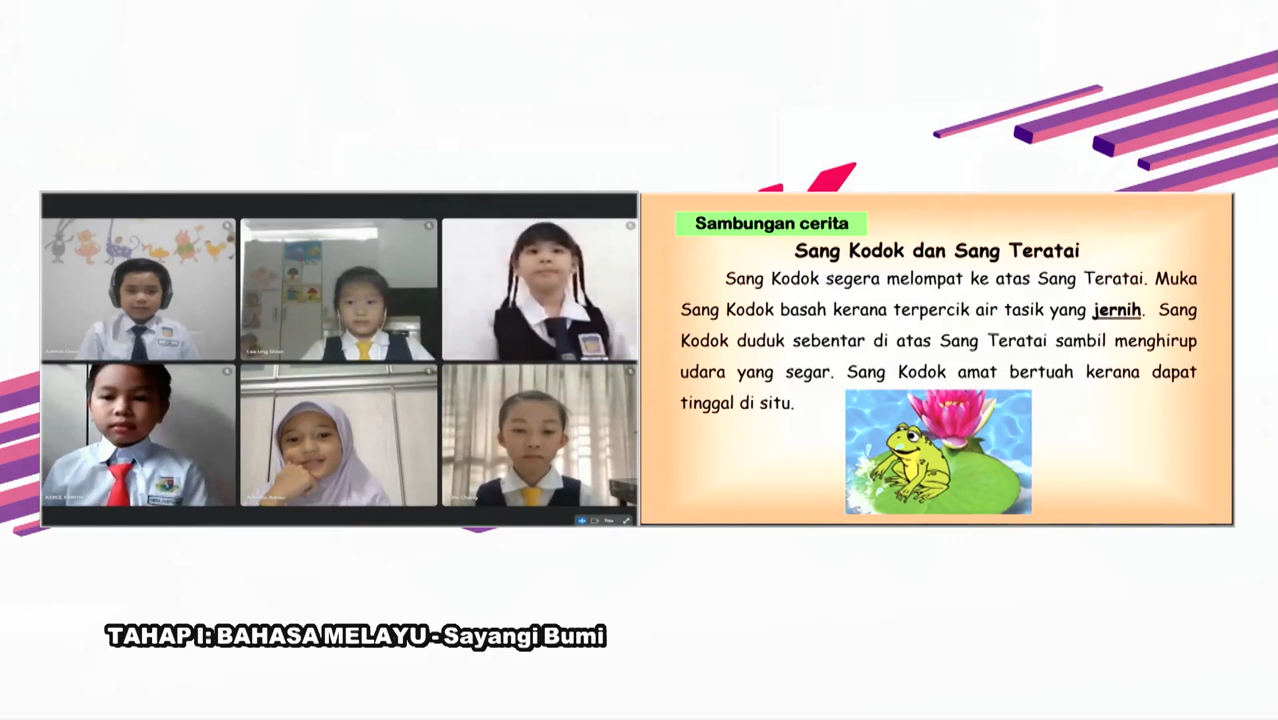 Sambungan cerita
Sang Kodok dan Sang Teratai
Sang Kodok segera melompat ke atas Sang Teratai. Muka
Sang Kodok basah kerana terpercik air tasik yang jernih. Sang
Kodok duduk sebentar di atas Sang Teratai sambil menghirup
udara yang segar. Sang Kodok amat bertuah kerana dapat
tinggal di situ.
TAHAP I: BAHASA MELAYU - Sayangi Bumi